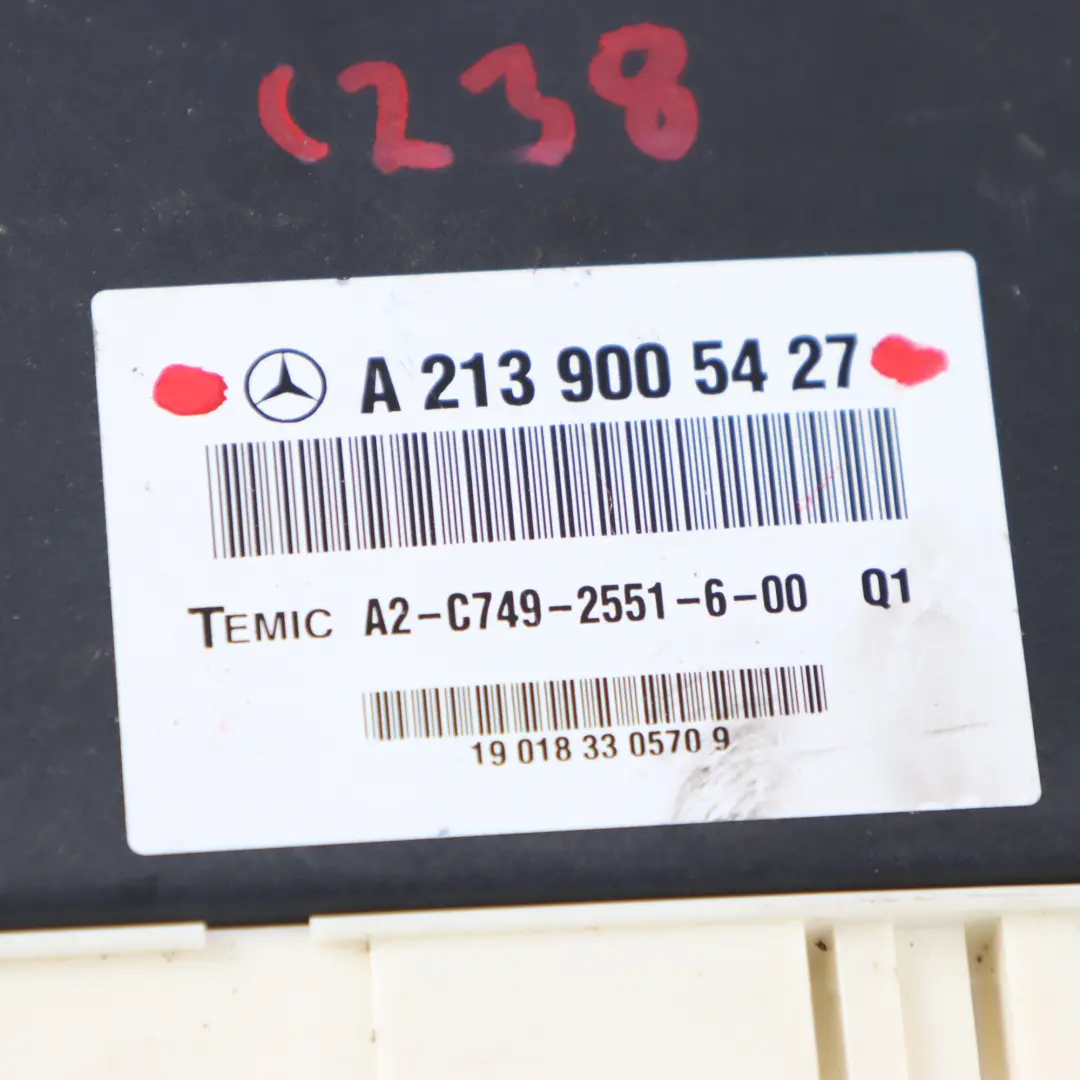 C238
A 213 900 54 27
TEMIC A2-C749-2551-6-00 Q1
19 018 33 0570 9